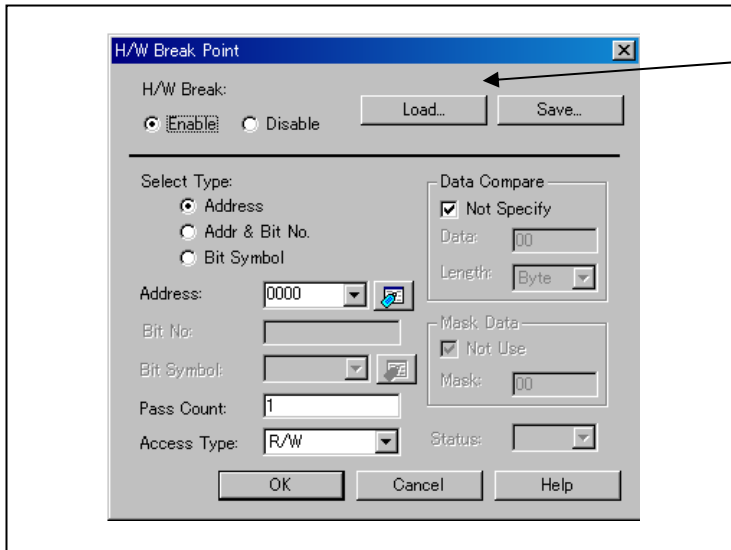 H/W Break Point
H/W Break:
Enable Disable Load... Save...
Select Type:
Address
Addr & Bit No.
Bit Symbol
Address: 0000
Bit No:
Bit Symbol:
Pass Count: 1
Access Type: R/W
Data Compare
Not Specify
Data: 00
Length: Byte
Mask Data
Not Use
Mask: 00
Status:
OK Cancel Help